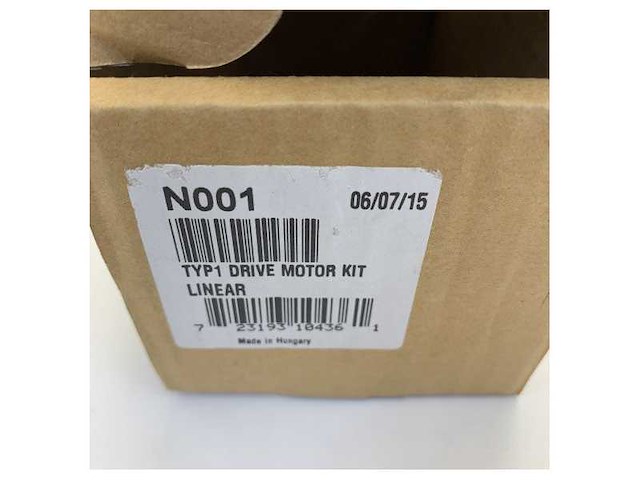 N001 06/07/15
TYP1 DRIVE MOTOR KIT
LINEAR
7 23193 10436 1
Made in Hungary